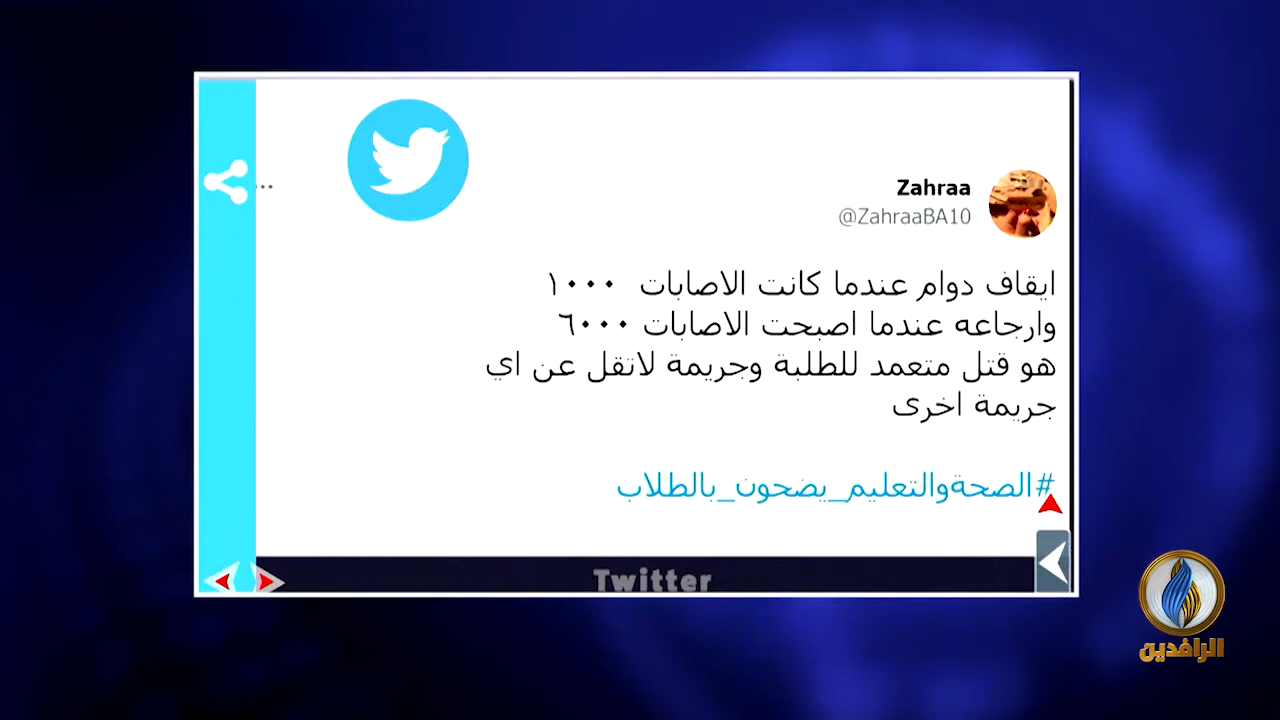 Zahraa
@ZahraaBA10
ايقاف دوام عندما كانت الاصابات ١٠٠٠
وارجاعه عندما اصبحت الاصابات ٦٠٠٠
هو قتل متعمد للطلبة وجريمة لاتقل عن اي
جريمة اخرى
#الصحةوالتعليم_يضحون_بالطلاب
Twitter
الرافدين